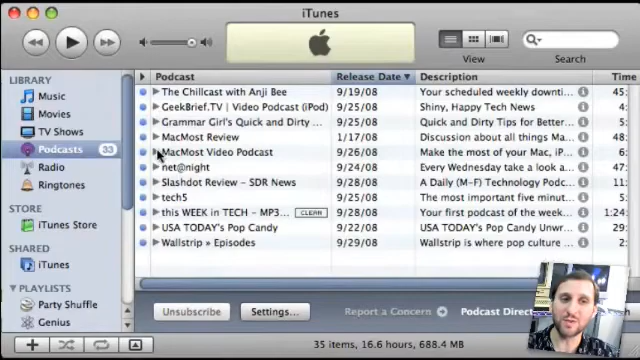 iTunes
View
Search
LIBRARY
Music
Movies
TV Shows
Podcasts 33
Radio
Ringtones
STORE
iTunes Store
SHARED
iTunes
PLAYLISTS
Party Shuffle
Genius
Podcast Release Date Description Time
The Chillcast with Anji Bee 9/19/08 Your scheduled weekly downti... 45:
GeekBrief.TV | Video Podcast (iPod) 9/25/08 Shiny, Happy Tech News 5:
Grammar Girl's Quick and Dirty ... 9/25/08 Quick and Dirty Tips for Better...
MacMost Review 1/17/08 Discussion about all things Ma... 48:
MacMost Video Podcast 9/26/08 Make the most of your Mac, iP...
net@night 9/24/08 Every Wednesday take a look a... 47:
Slashdot Review - SDR News 9/26/08 A Daily (M-F) Technology Podc...
tech5 9/26/08 The most important five minut...
this WEEK in TECH - MP3... CLEAN 9/28/08 Your first podcast of the week... 1:24:
USA TODAY's Pop Candy 9/22/08 USA TODAY's Pop Candy Unwr...
Wallstrip » Episodes 9/29/08 Wallstrip is where pop culture ...
Unsubscribe Settings... Report a Concern Podcast Direc
35 items, 16.6 hours, 688.4 MB